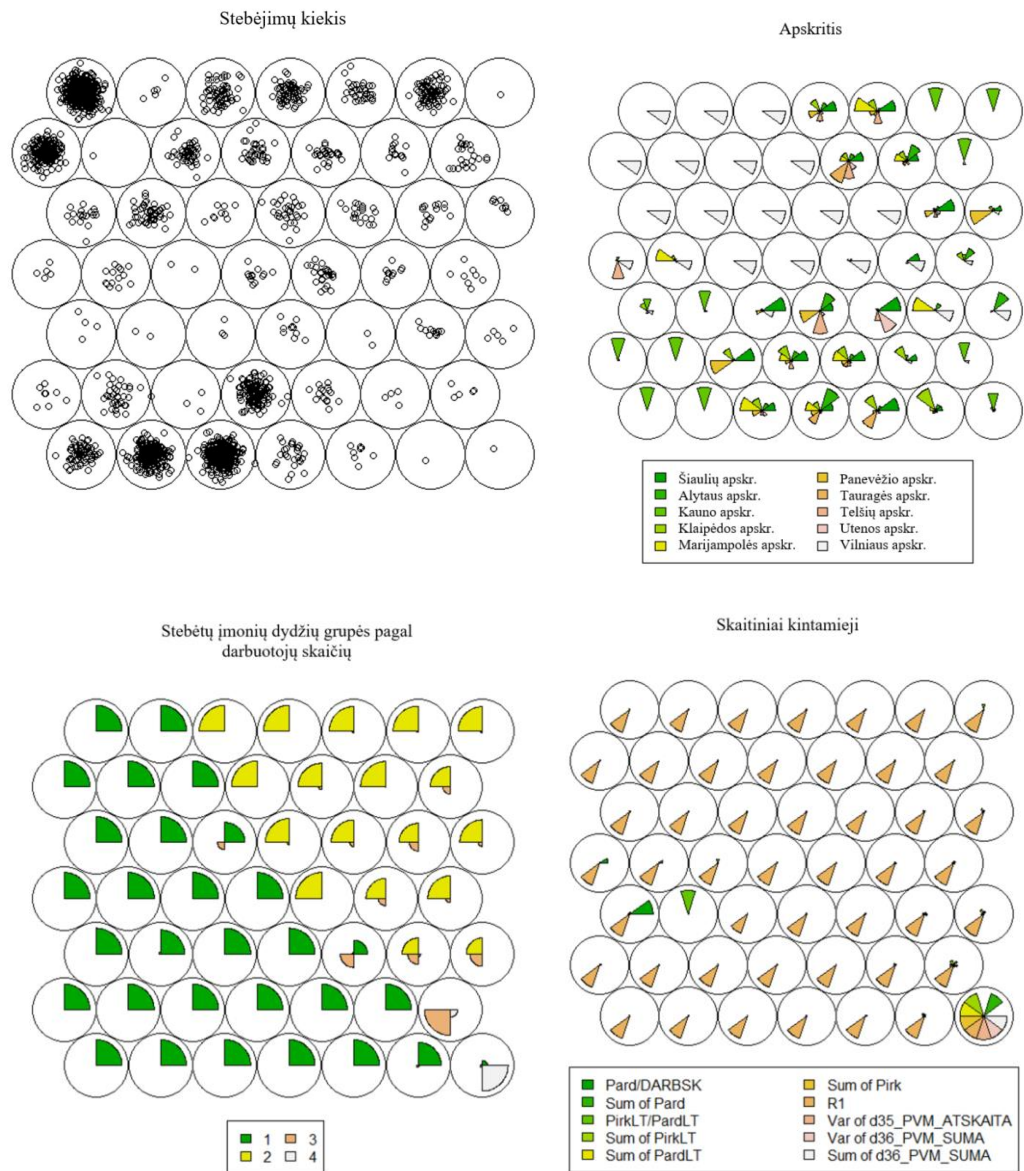 Stebėjimų kiekis
Apskritis
Šiaulių apskr.
Alytaus apskr.
Kauno apskr.
Klaipėdos apskr.
Marijampolės apskr.
Panevėžio apskr.
Tauragės apskr.
Telšių apskr.
Utenos apskr.
Vilniaus apskr.
Stebėtų įmonių dydžių grupės pagal
darbuotojų skaičių
1
2
3
4
Skaitiniai kintamieji
Pard/DARBSK
Sum of Pard
PirkLT/PardLT
Sum of PirkLT
Sum of PardLT
Sum of Pirk
R1
Var of d35_PVM_ATSKAITA
Var of d36_PVM_SUMA
Sum of d36_PVM_SUMA